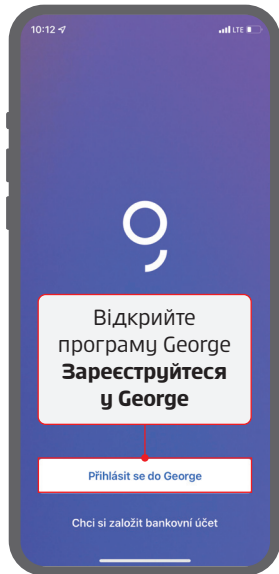 10:12
LTE
Відкрийте
програму George
Зареєструйтеся
у George
Přihlásit se do George
Chci si založit bankovní účet